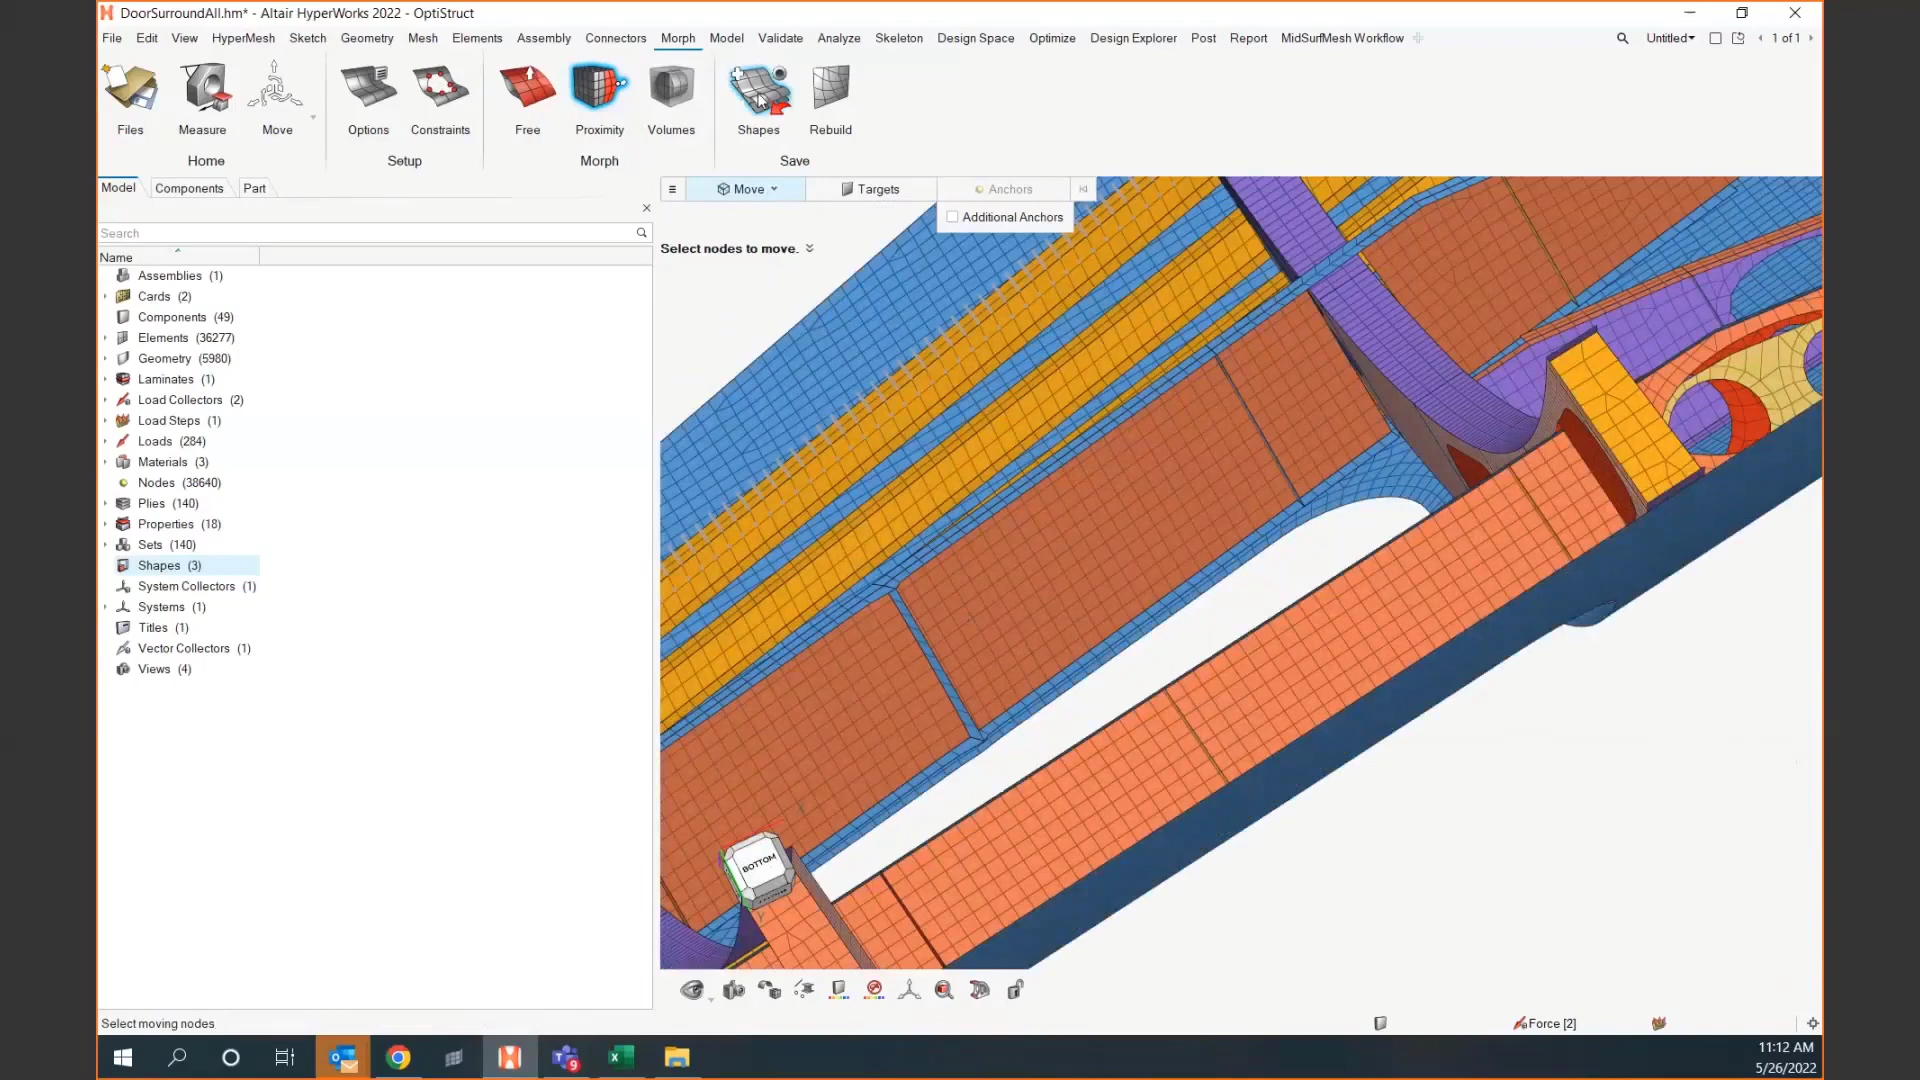 DoorSurroundAll.hm* - Altair HyperWorks 2022 - OptiStruct
File Edit View HyperMesh Sketch Geometry Mesh Elements Assembly Connectors Morph Model Validate Analyze Skeleton Design Space Optimize Design Explorer Post Report MidSurfMesh Workflow Untitled 1 of 1
Files Measure Move Options Constraints Free Proximity Volumes Shapes Rebuild
Home Setup Morph Save
Model Components Part
Move Targets Anchors
Additional Anchors
Search
Select nodes to move.
Name
Assemblies (1)
Cards (2)
Components (49)
Elements (36277)
Geometry (5980)
Laminates (1)
Load Collectors (2)
Load Steps (1)
Loads (284)
Materials (3)
Nodes (38640)
Plies (140)
Properties (18)
Sets (140)
Shapes (3)
System Collectors (1)
Systems (1)
Titles (1)
Vector Collectors (1)
Views (4)
BOTTOM
Y
Select moving nodes
Force [2]
9
11:12 AM
5/26/2022